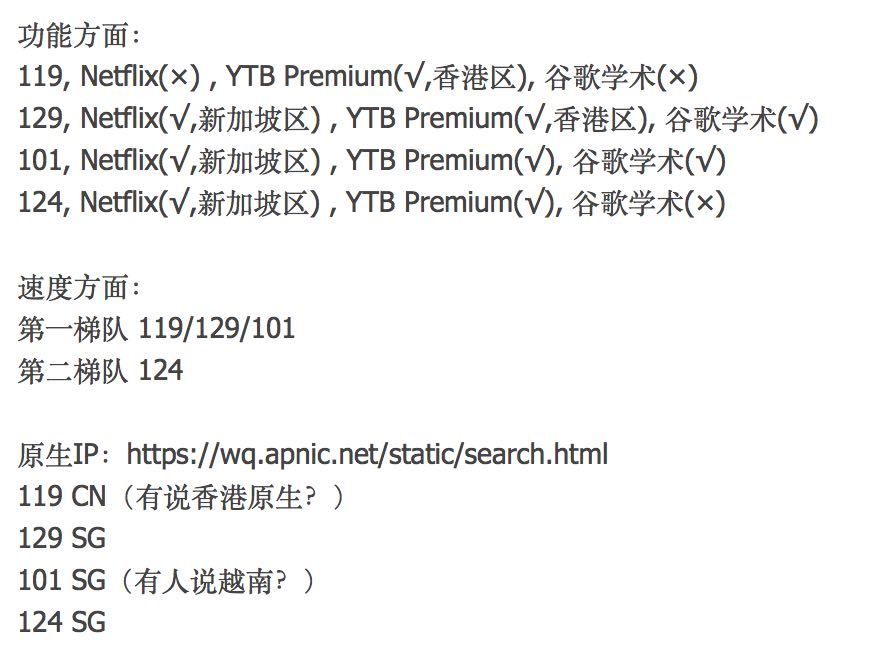 功能方面：
119, Netflix(×) , YTB Premium(√,香港区), 谷歌学术(×)
129, Netflix(√,新加坡区) , YTB Premium(√,香港区), 谷歌学术(√)
101, Netflix(√,新加坡区) , YTB Premium(√), 谷歌学术(√)
124, Netflix(√,新加坡区) , YTB Premium(√), 谷歌学术(×)
速度方面：
第一梯队 119/129/101
第二梯队 124
原生IP：https://wq.apnic.net/static/search.html
119 CN（有说香港原生？）
129 SG
101 SG（有人说越南？）
124 SG